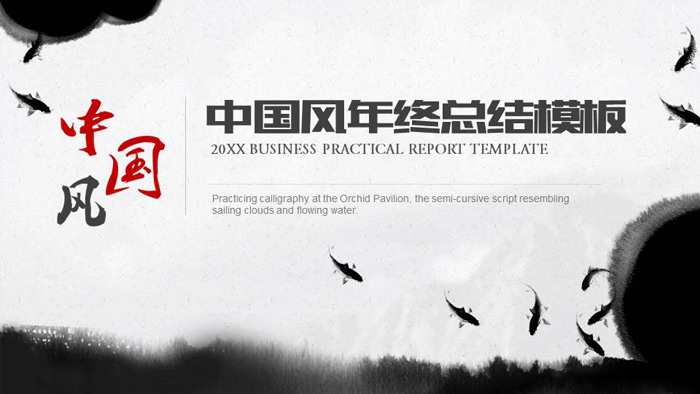 中国风
中国风年终总结模板
20XX BUSINESS PRACTICAL REPORT TEMPLATE
Practicing calligraphy at the Orchid Pavilion, the semi-cursive script resembling
sailing clouds and flowing water.